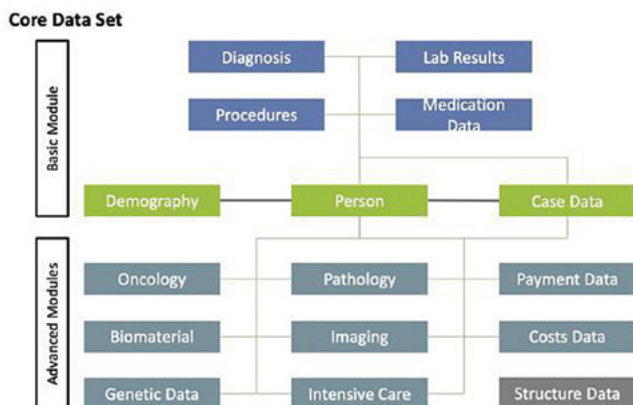 Core Data Set
Basic Module
Diagnosis
Lab Results
Procedures
Medication
Data
Demography
Person
Case Data
Advanced Modules
Oncology
Pathology
Payment Data
Biomaterial
Imaging
Costs Data
Genetic Data
Intensive Care
Structure Data